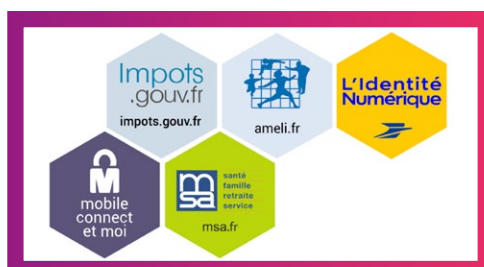 Impots
.gouv.fr
impots.gouv.fr
ameli.fr
L'Identité
Numérique
M
mobile
connect
et moi
msa
santé
famille
retraite
service
msa.fr